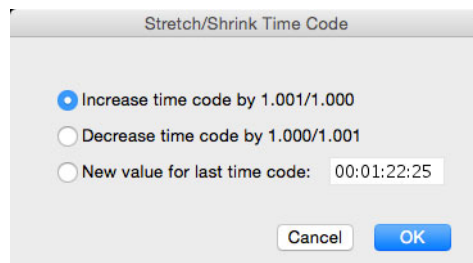 Stretch/Shrink Time Code
Increase time code by 1.001/1.000
Decrease time code by 1.000/1.001
New value for last time code: 00:01:22:25
Cancel OK